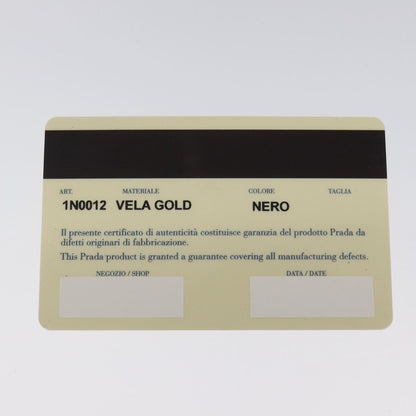 ART. MATERIALE COLORE TAGLIA
1N0012 VELA GOLD NERO
Il presente certificato di autenticità costituisce garanzia del prodotto Prada da
difetti originari di fabbricazione.
This Prada product is granted a guarantee covering all manufacturing defects.
NEGOZIO / SHOP DATA / DATE